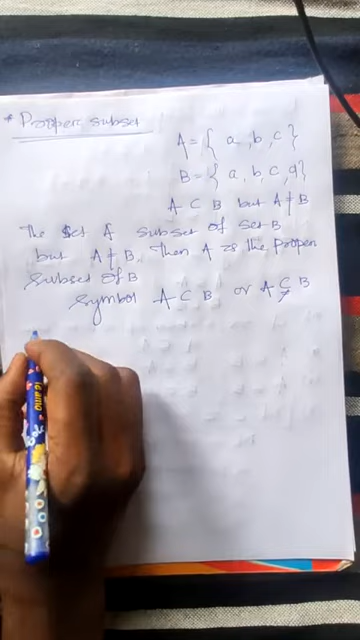 * Proper subset
A = { a, b, c }
B = { a, b, c, d }
A ⊂ B but A ≠ B
The Set A subset of set B
but A ≠ B, Then A is the proper
subset of B
symbol A ⊂ B or A ⊊ B